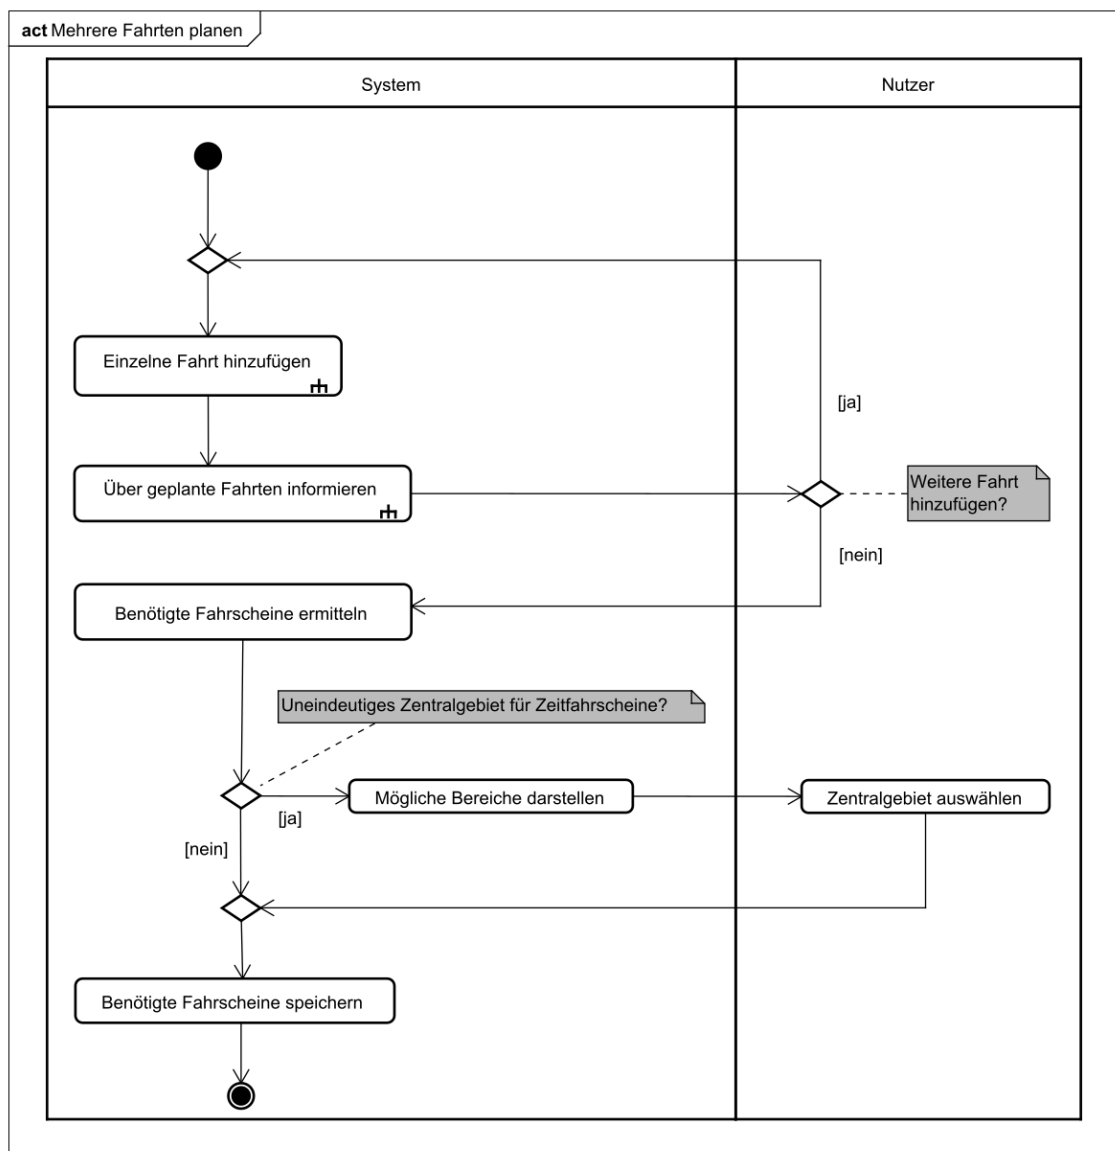 act Mehrere Fahrten planen
System
Nutzer
Einzelne Fahrt hinzufügen
[ja]
Über geplante Fahrten informieren
Weitere Fahrt
hinzufügen?
[nein]
Benötigte Fahrscheine ermitteln
Uneindeutiges Zentralgebiet für Zeitfahrscheine?
Mögliche Bereiche darstellen
Zentralgebiet auswählen
[ja]
[nein]
Benötigte Fahrscheine speichern